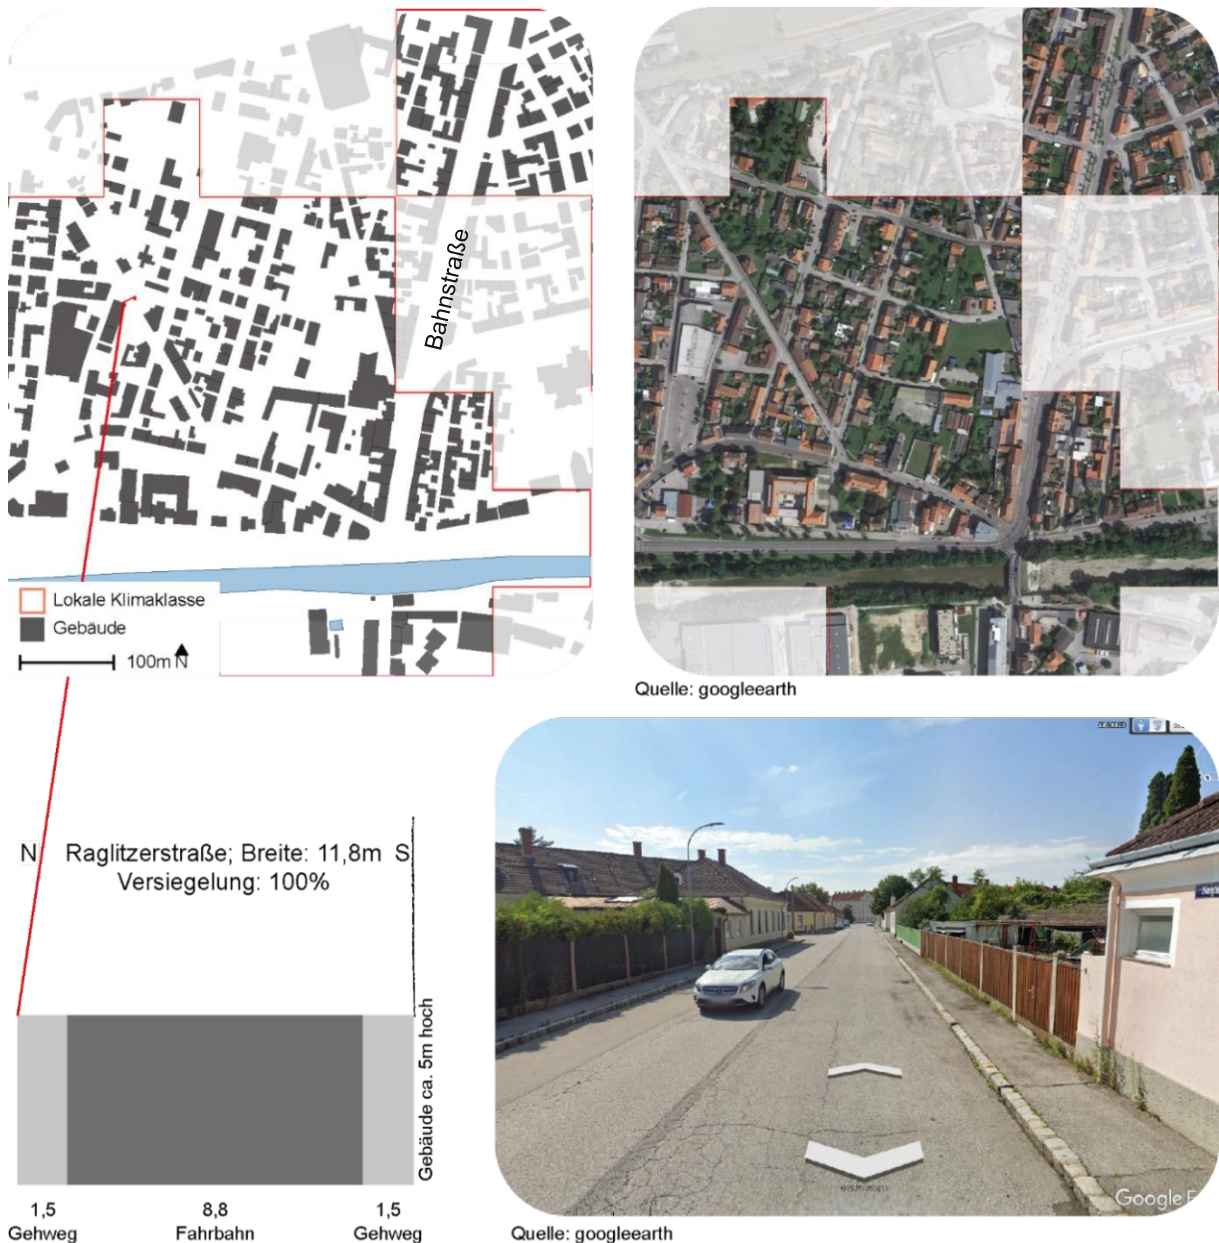 Bahnstraße
Lokale Klimaklasse
Gebäude
100m N
Quelle: googleearth
N Raglitzerstraße; Breite: 11,8m S
Versiegelung: 100%
Gebäude ca. 5m hoch
1,5 8,8 1,5
Gehweg Fahrbahn Gehweg
Google E
Quelle: googleearth